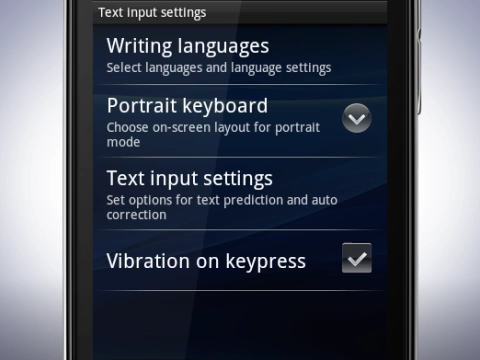 Text input settings
Writing languages
Select languages and language settings
Portrait keyboard
Choose on-screen layout for portrait
mode
Text input settings
Set options for text prediction and auto
correction
Vibration on keypress